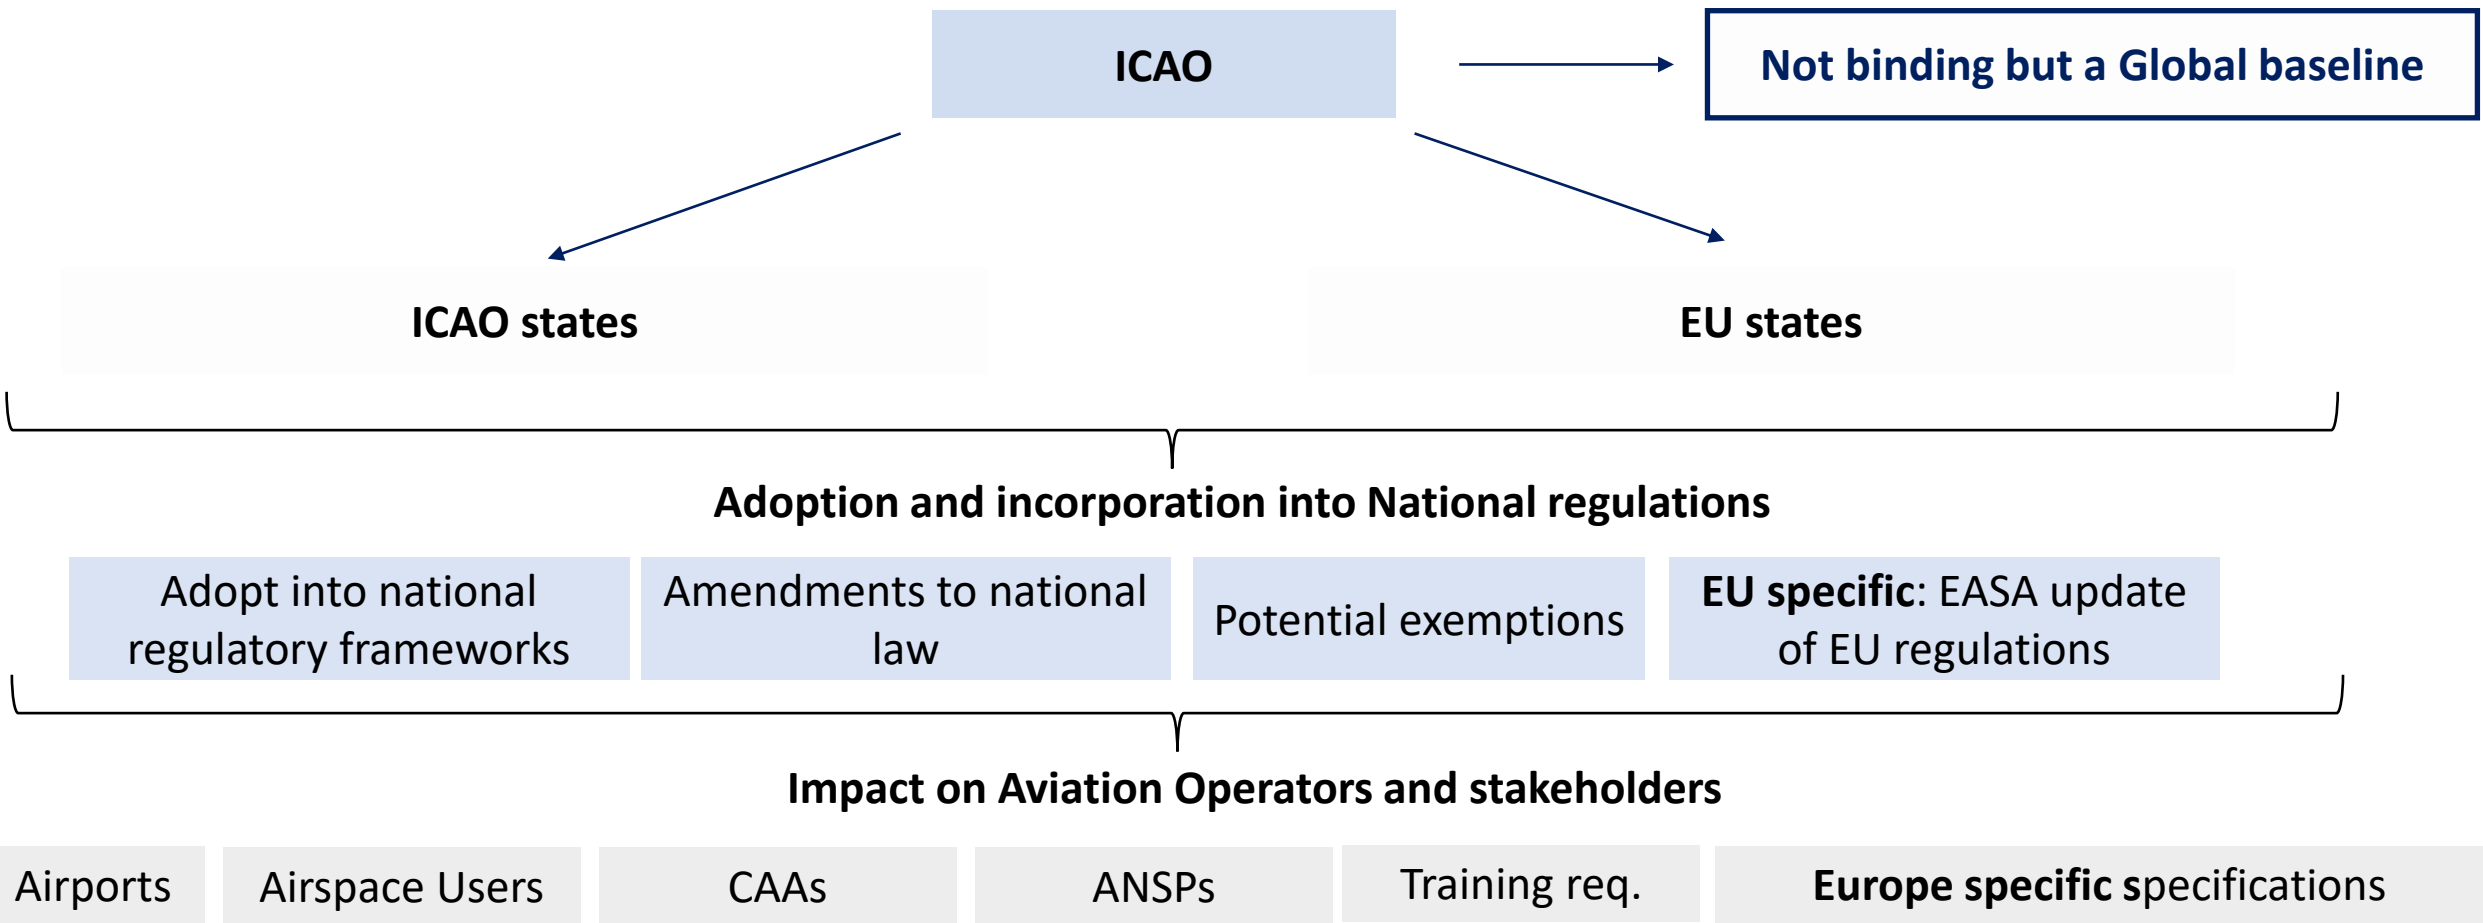 ICAO
Not binding but a Global baseline
ICAO states
EU states
Adoption and incorporation into National regulations
Adopt into national
regulatory frameworks
Amendments to national
law
Potential exemptions
EU specific: EASA update
of EU regulations
Impact on Aviation Operators and stakeholders
Airports
Airspace Users
CAAs
ANSPs
Training req.
Europe specific specifications